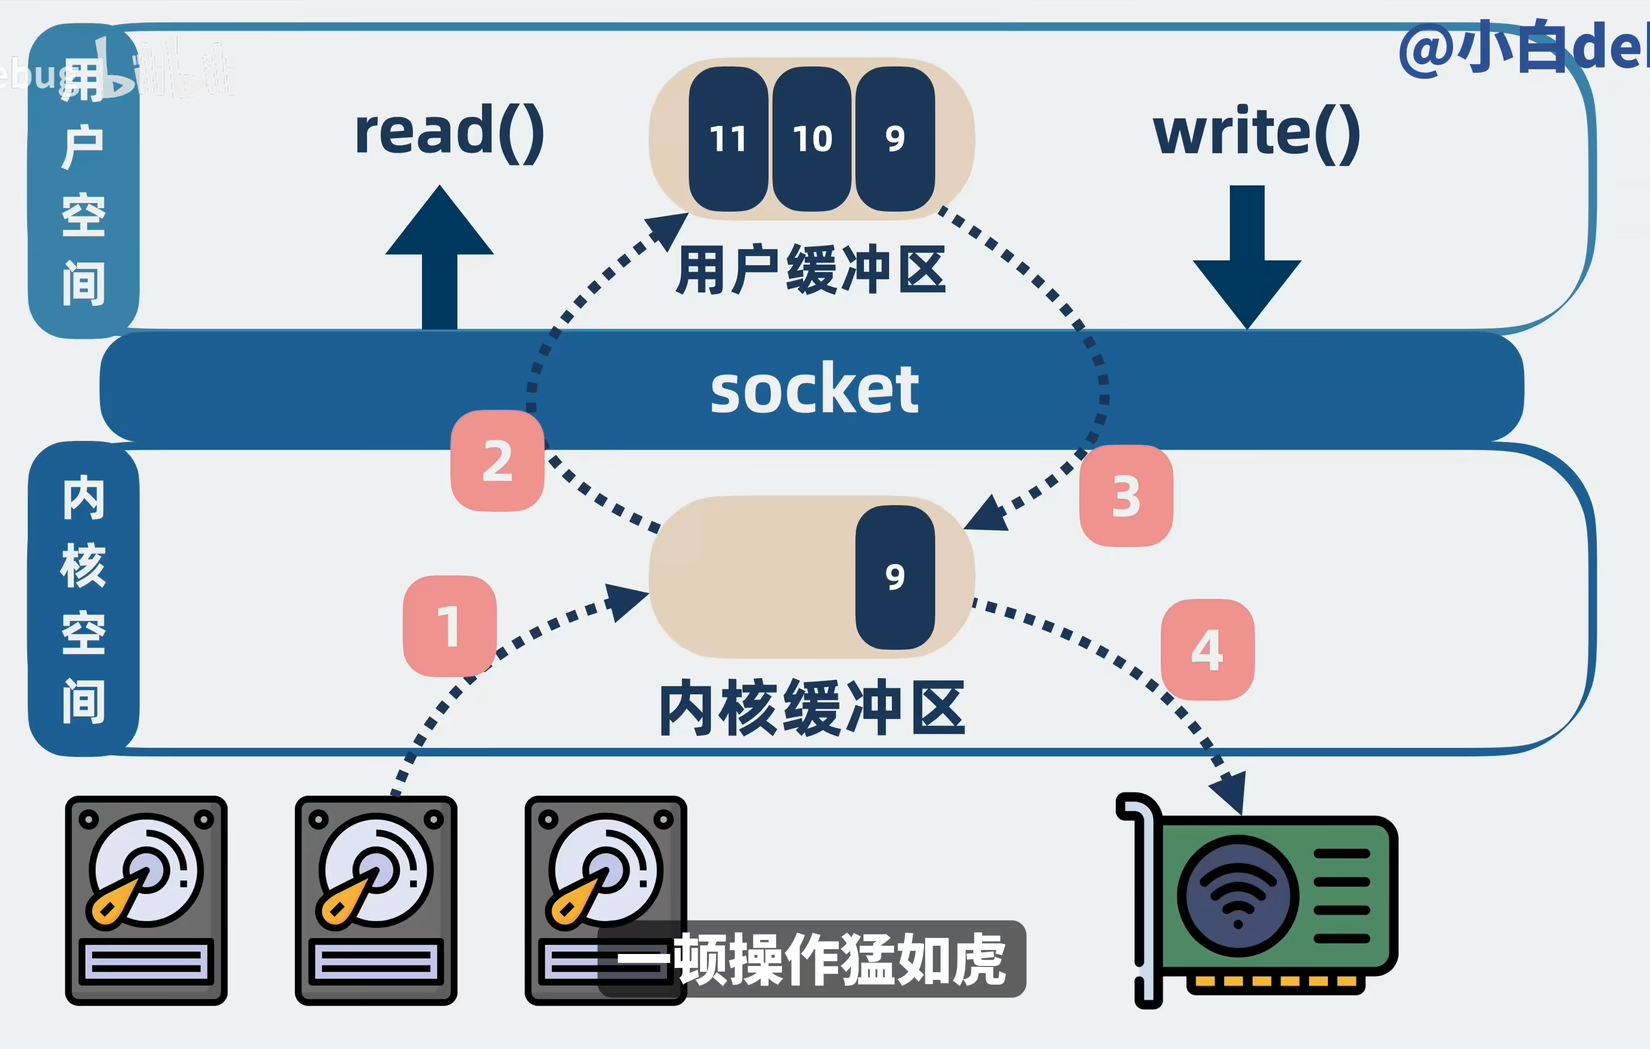 @小白de
ebug bilibili
用户空间
read()
11 10 9
write()
用户缓冲区
socket
2
3
内核空间
9
1
4
内核缓冲区
一顿操作猛如虎